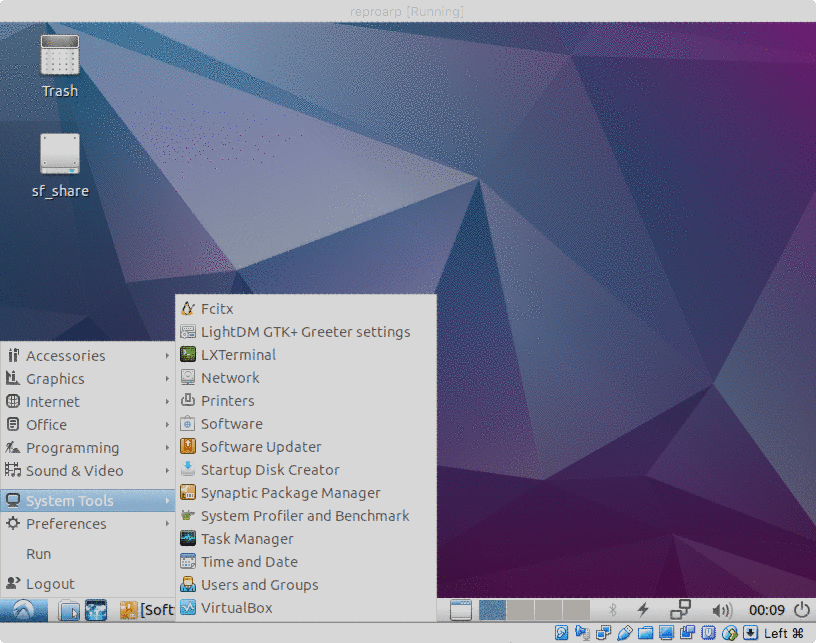 reproarp [Running]
Trash
sf_share
Fcitx
LightDM GTK+ Greeter settings
LXTerminal
Network
Printers
Software
Software Updater
Startup Disk Creator
Synaptic Package Manager
System Profiler and Benchmark
Task Manager
Time and Date
Users and Groups
VirtualBox
Accessories
Graphics
Internet
Office
Programming
Sound & Video
System Tools
Preferences
Run
Logout
[Soft
00:09
Left ⌘